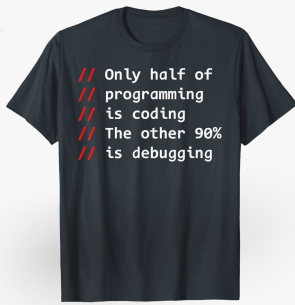 // Only half of
// programming
// is coding
// The other 90%
// is debugging